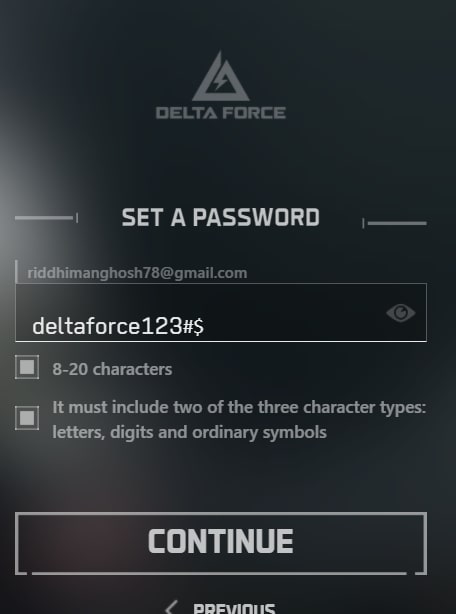 DELTA FORCE
SET A PASSWORD
riddhimanghosh78@gmail.com
deltaforce123#$
8-20 characters
It must include two of the three character types:
letters, digits and ordinary symbols
CONTINUE
PREVIOUS